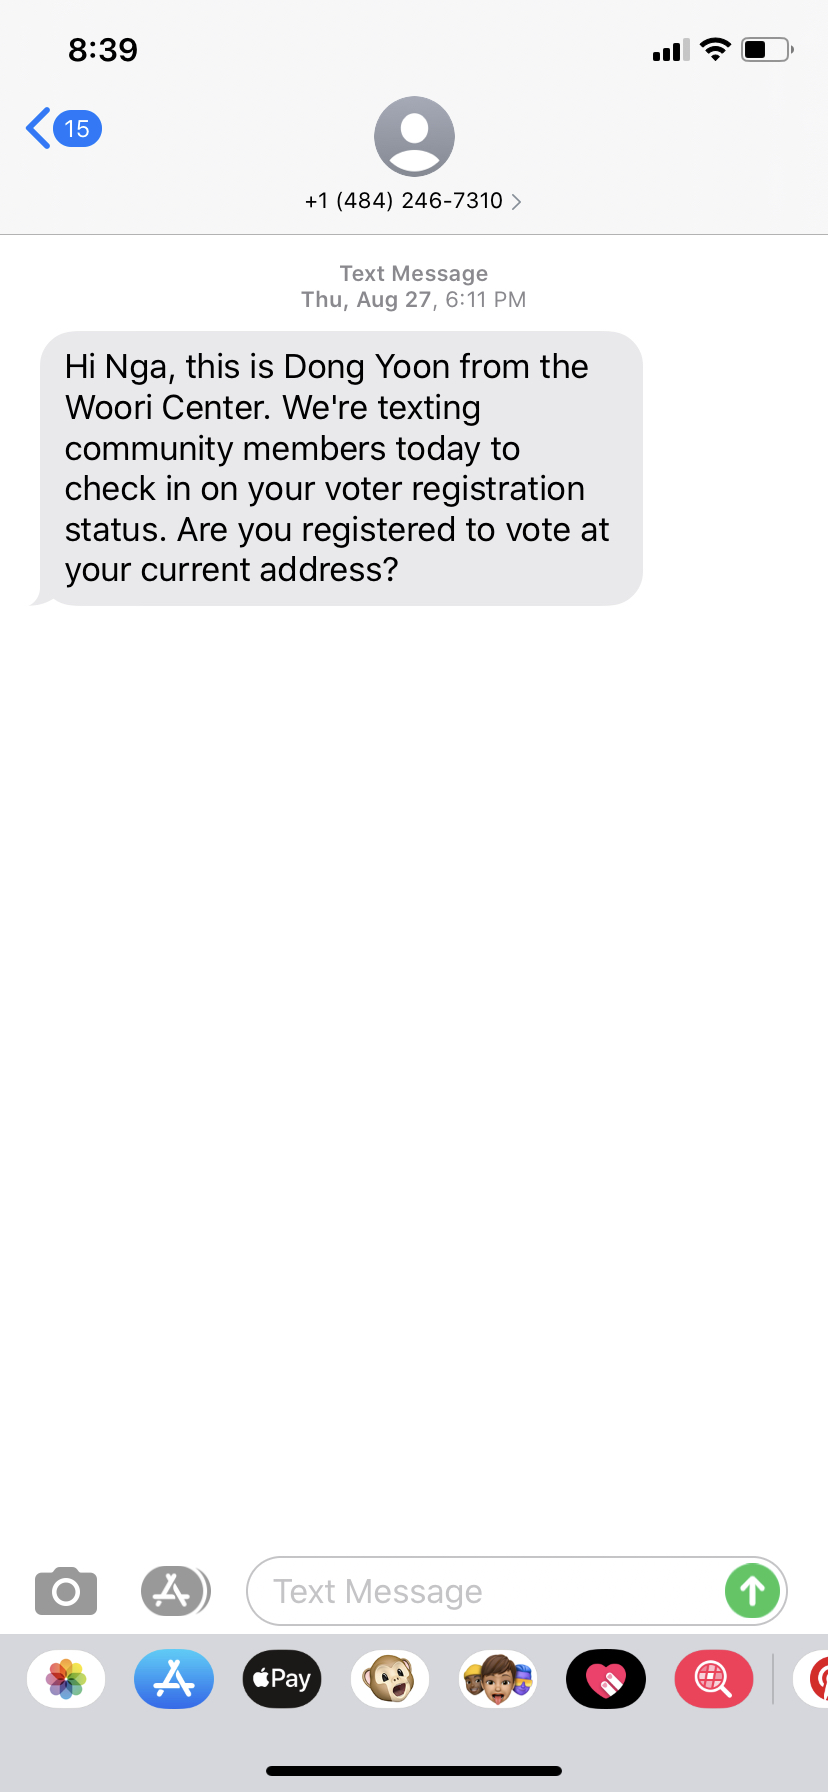 8:39
15
+1 (484) 246-7310
Text Message
Thu, Aug 27, 6:11 PM
Hi Nga, this is Dong Yoon from the
Woori Center. We're texting
community members today to
check in on your voter registration
status. Are you registered to vote at
your current address?
Text Message
Pay